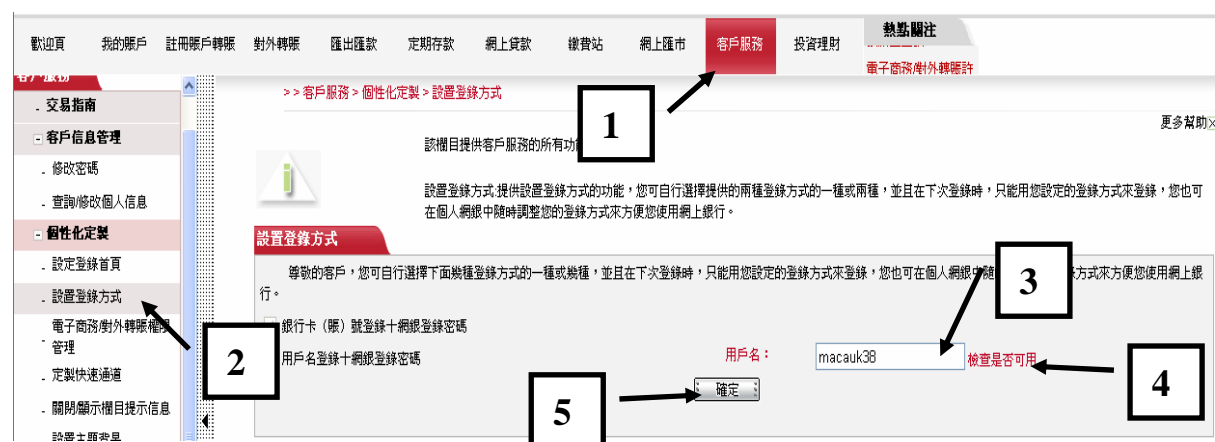 歡迎頁 我的賬戶 註冊賬戶轉賬 對外轉賬 匯出匯款 定期存款 網上貸款 繳費站 網上匯市 客戶服務 投資理財
熱點關注
電子商務/對外轉賬許
客戶服務
. 交易指南
- 客戶信息管理
. 修改密碼
. 查詢/修改個人信息
- 個性化定製
. 設定登錄首頁
. 設置登錄方式
電子商務/對外轉賬權限
- 管理
. 定製快速通道
. 關閉/顯示欄目提示信息
設置主題背景
> > 客戶服務 > 個性化定製 > 設置登錄方式
1
更多幫助
該欄目提供客戶服務的所有功
設置登錄方式:提供設置登錄方式的功能,您可自行選擇提供的兩種登錄方式的一種或兩種,並且在下次登錄時,只能用您設定的登錄方式來登錄,您也可
在個人網銀中隨時調整您的登錄方式來方便您使用網上銀行。
設置登錄方式
尊敬的客戶,您可自行選擇下面幾種登錄方式的一種或幾種,並且在下次登錄時,只能用您設定的登錄方式來登錄,您也可在個人網銀中隨 方式來方便您使用網上銀
行。
3
銀行卡(賬)號登錄+網銀登錄密碼
2
用戶名登錄+網銀登錄密碼 用戶名: macauk38 檢查是否可用
4
確定
5